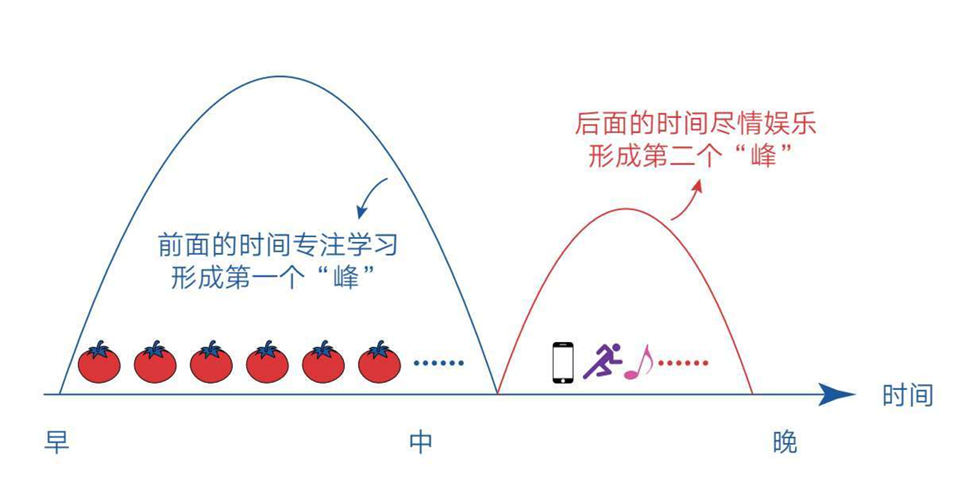 后面的时间尽情娱乐
形成第二个“峰”
前面的时间专注学习
形成第一个“峰”
时间
早
中
晚